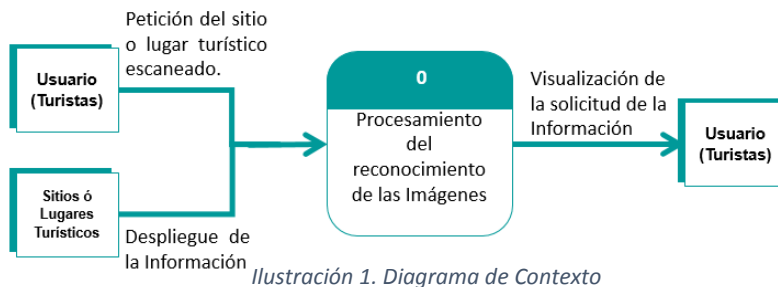 Petición del sitio
o lugar turístico
escaneado.
Usuario
(Turistas)
Sitios ó
Lugares
Turísticos
Despliegue de
la Información
0
Procesamiento
del
reconocimiento
de las Imágenes
Visualización de
la solicitud de la
Información
Usuario
(Turistas)
Ilustración 1. Diagrama de Contexto